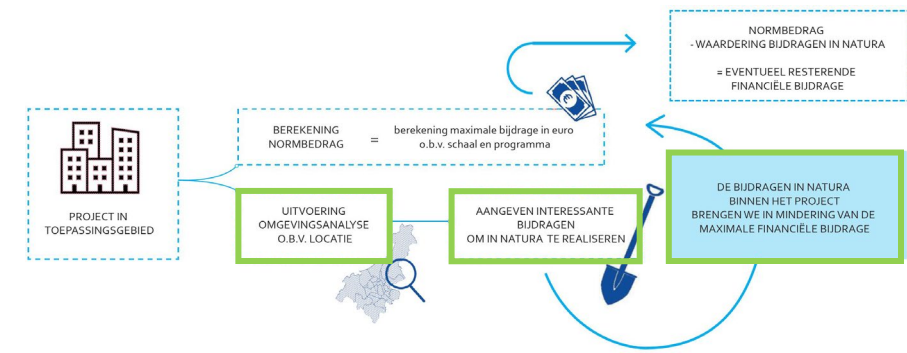 NORMBEDRAG
- WAARDERING BIJDRAGEN IN NATURA
= EVENTUEEL RESTERENDE
FINANCIËLE BIJDRAGE
PROJECT IN
TOEPASSINGSGEBIED
BEREKENING
NORMBEDRAG
=
berekening maximale bijdrage in euro
o.b.v. schaal en programma
UITVOERING
OMGEVINGSANALYSE
O.B.V. LOCATIE
AANGEVEN INTERESSANTE
BIJDRAGEN
OM IN NATURA TE REALISEREN
DE BIJDRAGEN IN NATURA
BINNEN HET PROJECT
BRENGEN WE IN MINDERING VAN DE
MAXIMALE FINANCIËLE BIJDRAGE